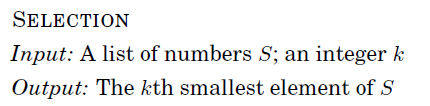 SELECTION
Input: A list of numbers S; an integer k
Output: The kth smallest element of S